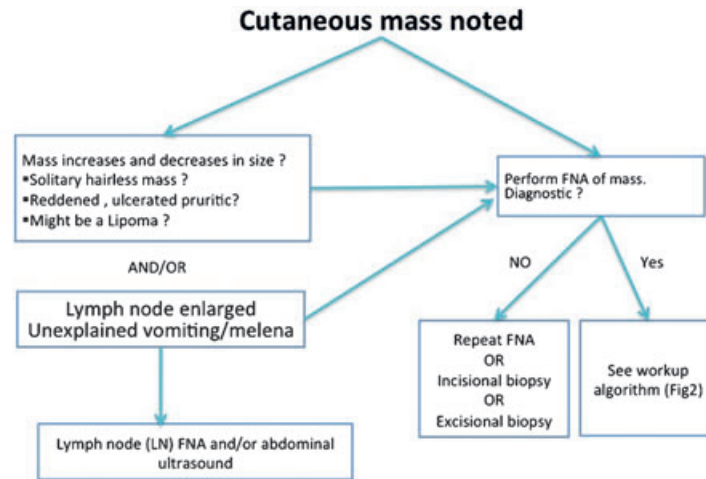 Cutaneous mass noted
Mass increases and decreases in size ?
▪Solitary hairless mass ?
▪Reddened , ulcerated pruritic?
▪Might be a Lipoma ?
Perform FNA of mass.
Diagnostic ?
AND/OR
NO
Yes
Lymph node enlarged
Unexplained vomiting/melena
Repeat FNA
OR
Incisional biopsy
OR
Excisional biopsy
See workup
algorithm (Fig2)
Lymph node (LN) FNA and/or abdominal
ultrasound